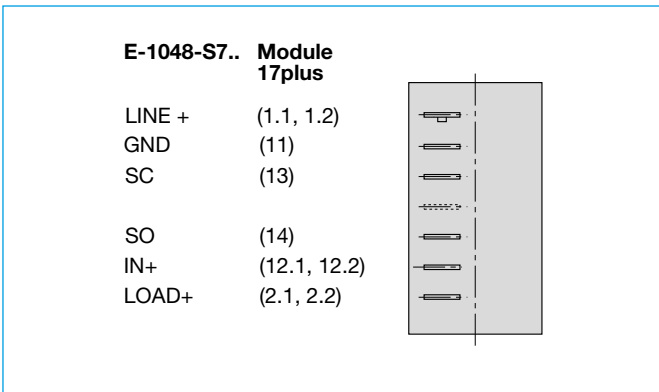 E-1048-S7.. Module
17plus
LINE + (1.1, 1.2)
GND (11)
SC (13)
SO (14)
IN+ (12.1, 12.2)
LOAD+ (2.1, 2.2)